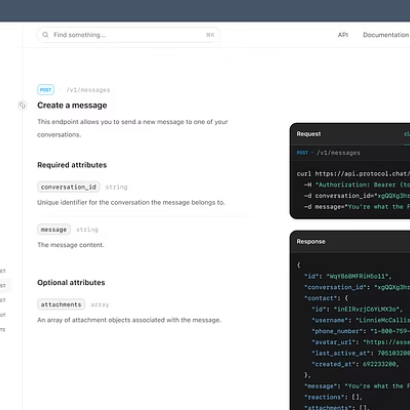 Find something...
⌘K
API
Documentation
POST · /v1/messages
Create a message
This endpoint allows you to send a new message to one of your
conversations.
Required attributes
conversation_id string
Unique identifier for the conversation the message belongs to.
message string
The message content.
Optional attributes
attachments array
An array of attachment objects associated with the message.
Request
POST · /v1/messages
curl https://api.protocol.chat/
-H "Authorization: Bearer {to
-d conversation_id="xgQQXg3hr
-d message="You're what the F
Response
{
"id":
"conversation_id": "xgQQXg3hr
"contact": {
"id":
"username": "LinnieMcCallis
"phone_number": "1-800-759-
"avatar_url": "https://asse
"last_active_at": 705103200
"created_at": 692233200,
},
"message": "You're what the F
"reactions": [],
"attachments": [],